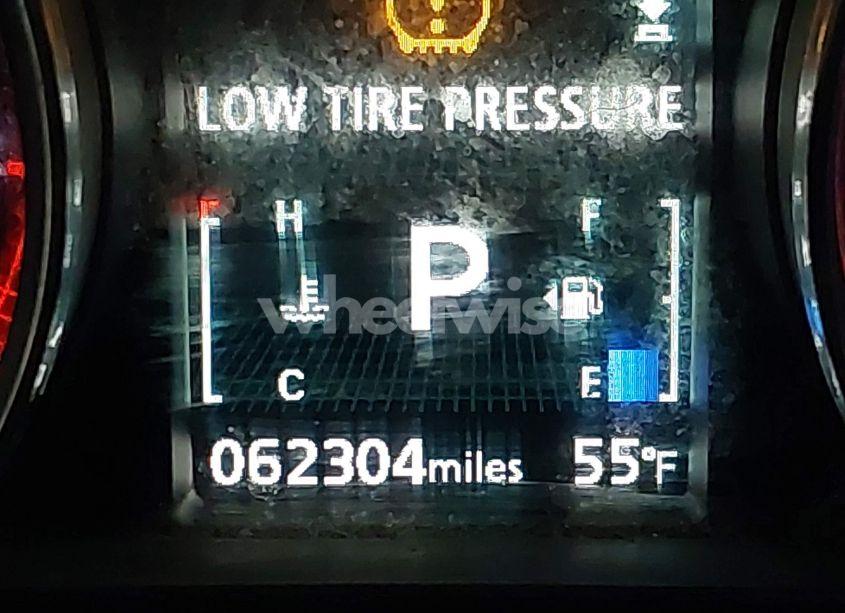 LOW TIRE PRESSURE
H P F
wheelwise
C E
062304miles 55°F